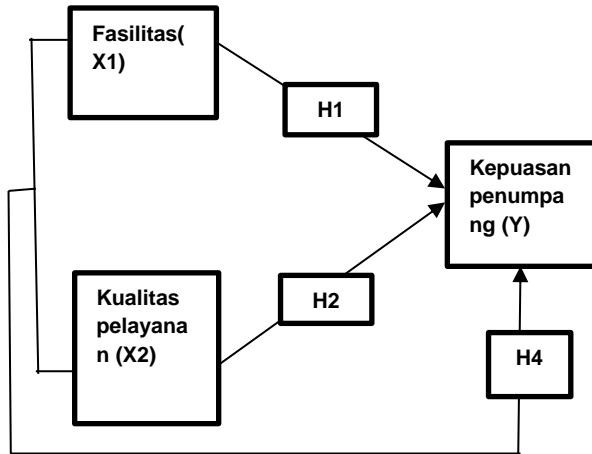 Fasilitas(
X1)
H1
Kepuasan
penumpa
ng (Y)
Kualitas
pelayana
n (X2)
H2
H4